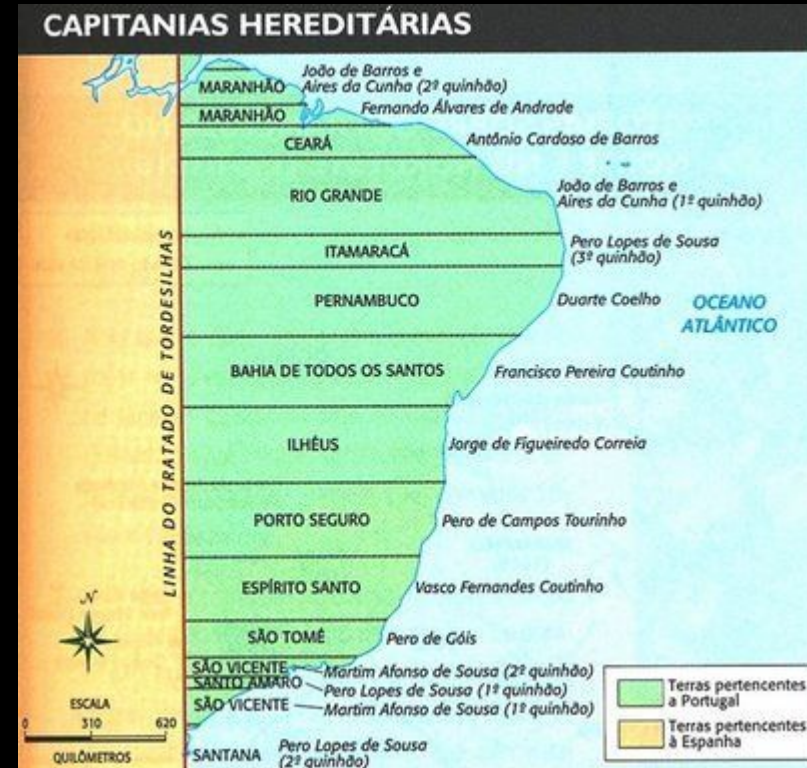 CAPITANIAS HEREDITÁRIAS
João de Barros e
Aires da Cunha (2º quinhão)
MARANHÃO
Fernando Álvares de Andrade
MARANHÃO
Antônio Cardoso de Barros
CEARÁ
João de Barros e
Aires da Cunha (1º quinhão)
RIO GRANDE
Pero Lopes de Sousa
(3º quinhão)
ITAMARACÁ
Duarte Coelho
PERNAMBUCO
OCEANO
ATLÂNTICO
BAHIA DE TODOS OS SANTOS
Francisco Pereira Coutinho
ILHÉUS
Jorge de Figueiredo Correia
PORTO SEGURO
Pero de Campos Tourinho
ESPÍRITO SANTO
Vasco Fernandes Coutinho
SÃO TOMÉ
Pero de Góis
SÃO VICENTE
Martim Afonso de Sousa (2º quinhão)
SANTO AMARO
Pero Lopes de Sousa (1º quinhão)
SÃO VICENTE
Martim Afonso de Sousa (1º quinhão)
SANTANA
Pero Lopes de Sousa
(2º quinhão)
LINHA DO TRATADO DE TORDESILHAS
N
ESCALA
0 310 620
QUILÔMETROS
Terras pertencentes
a Portugal
Terras pertencentes
à Espanha